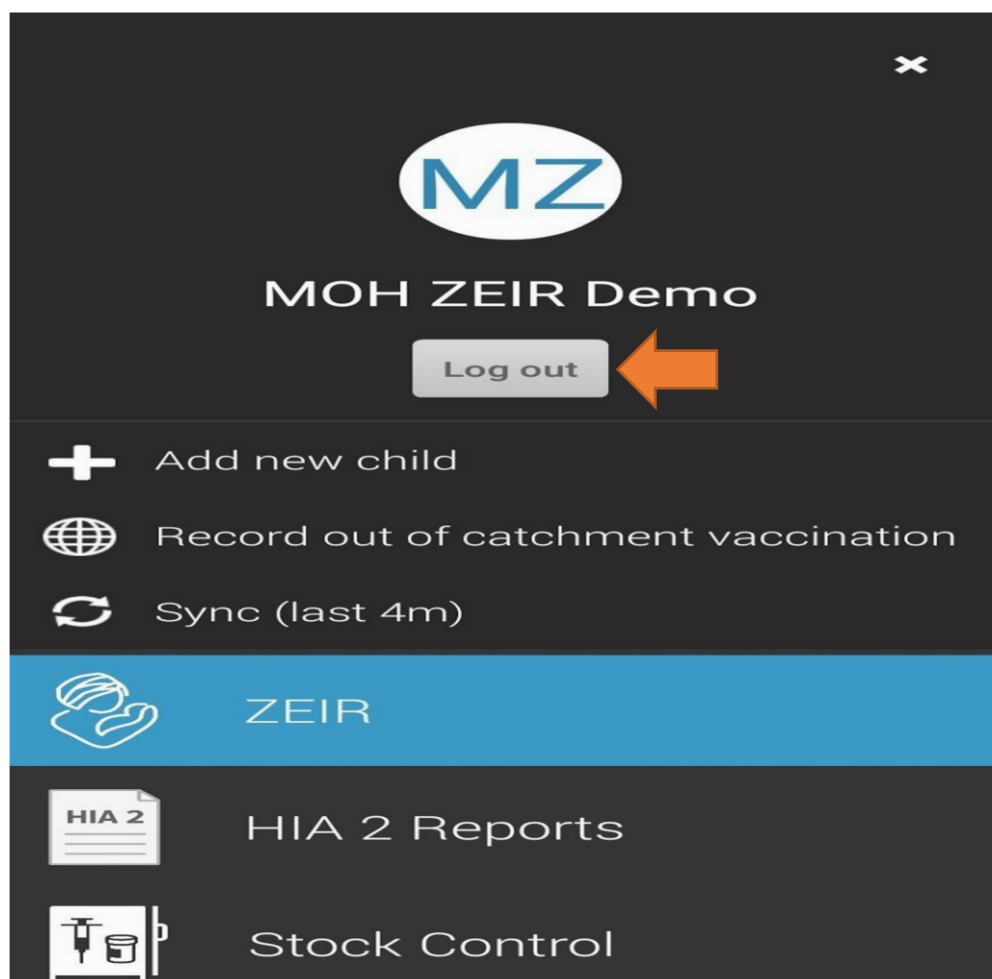 MZ
MOH ZEIR Demo
Log out
Add new child
Record out of catchment vaccination
Sync (last 4m)
ZEIR
HIA 2
HIA 2 Reports
Stock Control